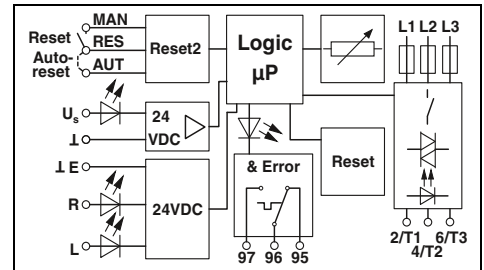 MAN
Reset
RES
Auto-
reset
AUT
Reset2
Logic
µP
L1 L2 L3
Us
24
VDC
⊥
⊥ E
R
L
24VDC
& Error
Reset
97 96 95
2/T1 6/T3
4/T2